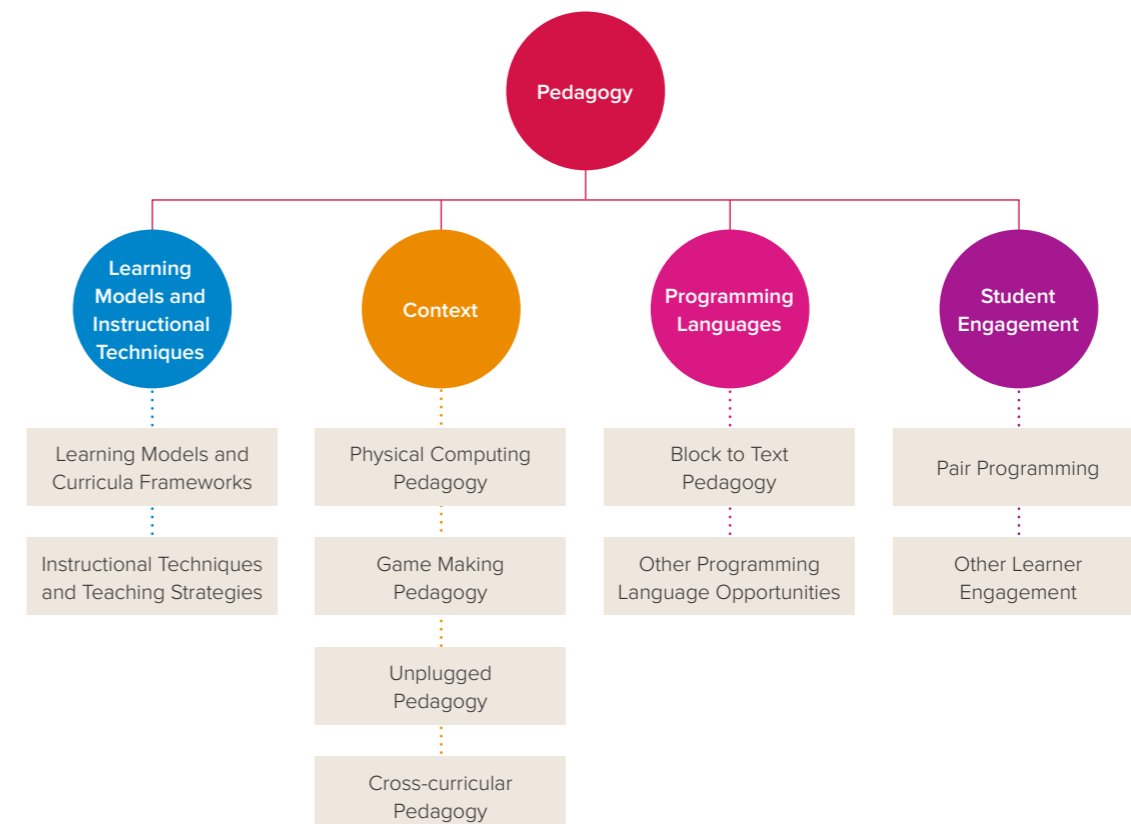 Pedagogy
Learning
Models and
Instructional
Techniques
Context
Programming
Languages
Student
Engagement
Learning Models and
Curricula Frameworks
Instructional Techniques
and Teaching Strategies
Physical Computing
Pedagogy
Game Making
Pedagogy
Unplugged
Pedagogy
Cross-curricular
Pedagogy
Block to Text
Pedagogy
Other Programming
Language Opportunities
Pair Programming
Other Learner
Engagement